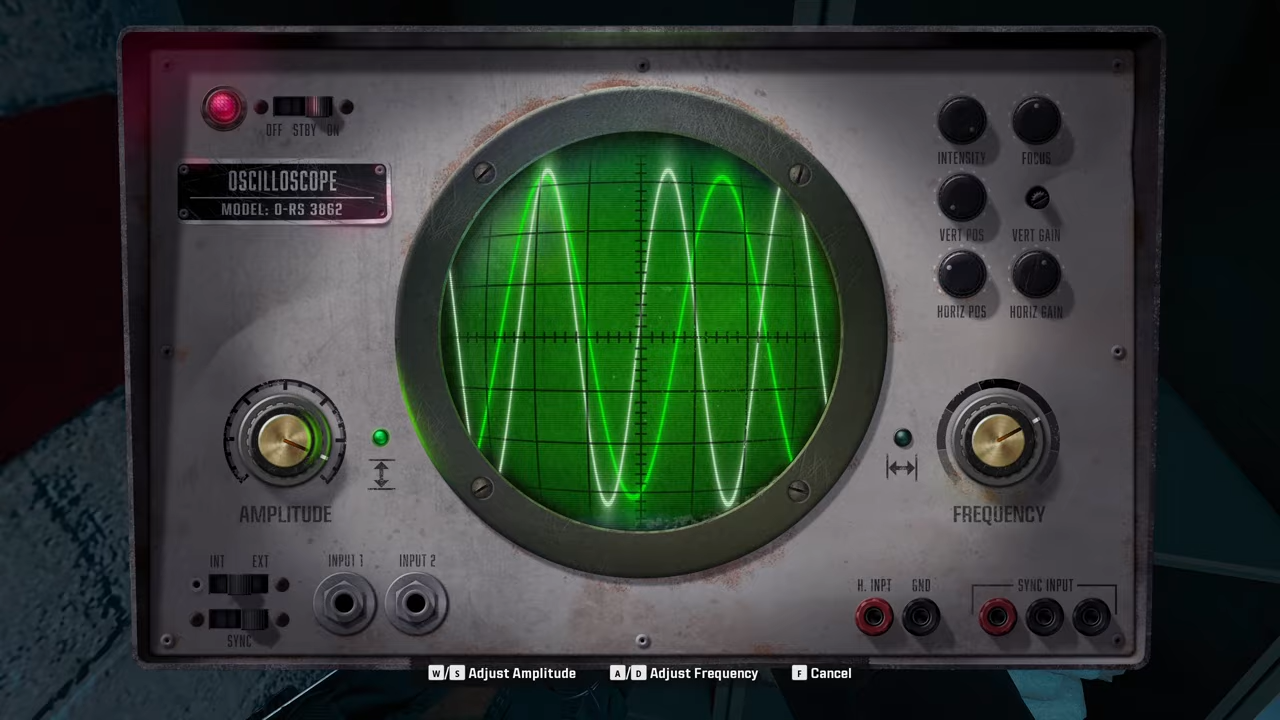 OFF STBY ON
OSCILLOSCOPE
MODEL: O-RS 3862
INTENSITY FOCUS
VERT POS VERT GAIN
HORIZ POS HORIZ GAIN
AMPLITUDE
FREQUENCY
INT EXT
SYNC
INPUT 1 INPUT 2
H. INPT GND
SYNC INPUT
W/S Adjust Amplitude A/D Adjust Frequency F Cancel